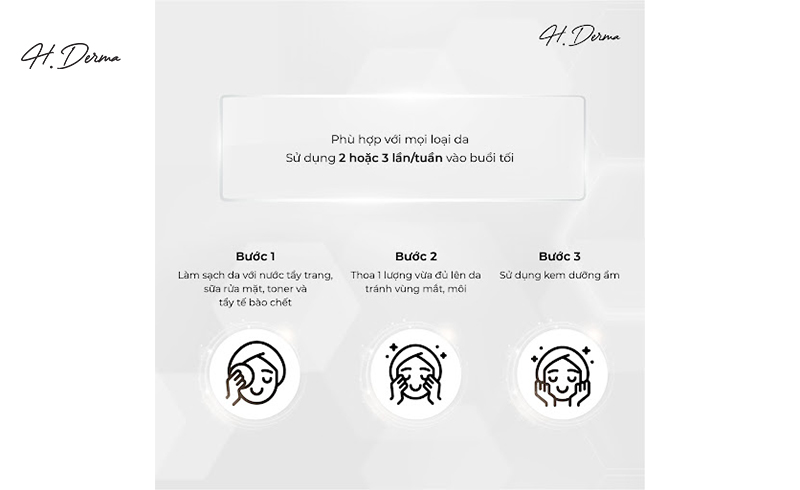 H. Derma
H. Derma
Phù hợp với mọi loại da
Sử dụng 2 hoặc 3 lần/tuần vào buổi tối
Bước 1
Làm sạch da với nước tẩy trang,
sữa rửa mặt, toner và
tẩy tế bào chết
Bước 2
Thoa 1 lượng vừa đủ lên da
tránh vùng mắt, môi
Bước 3
Sử dụng kem dưỡng ẩm